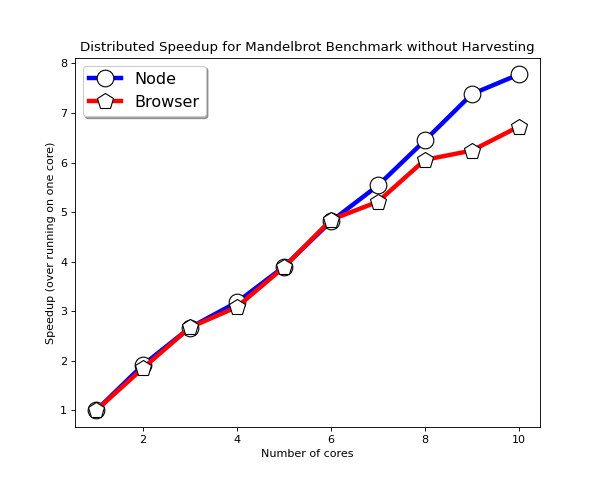 Distributed Speedup for Mandelbrot Benchmark without Harvesting
Node
Browser
8
7
6
5
4
3
2
1
Speedup (over running on one core)
2 4 6 8 10
Number of cores